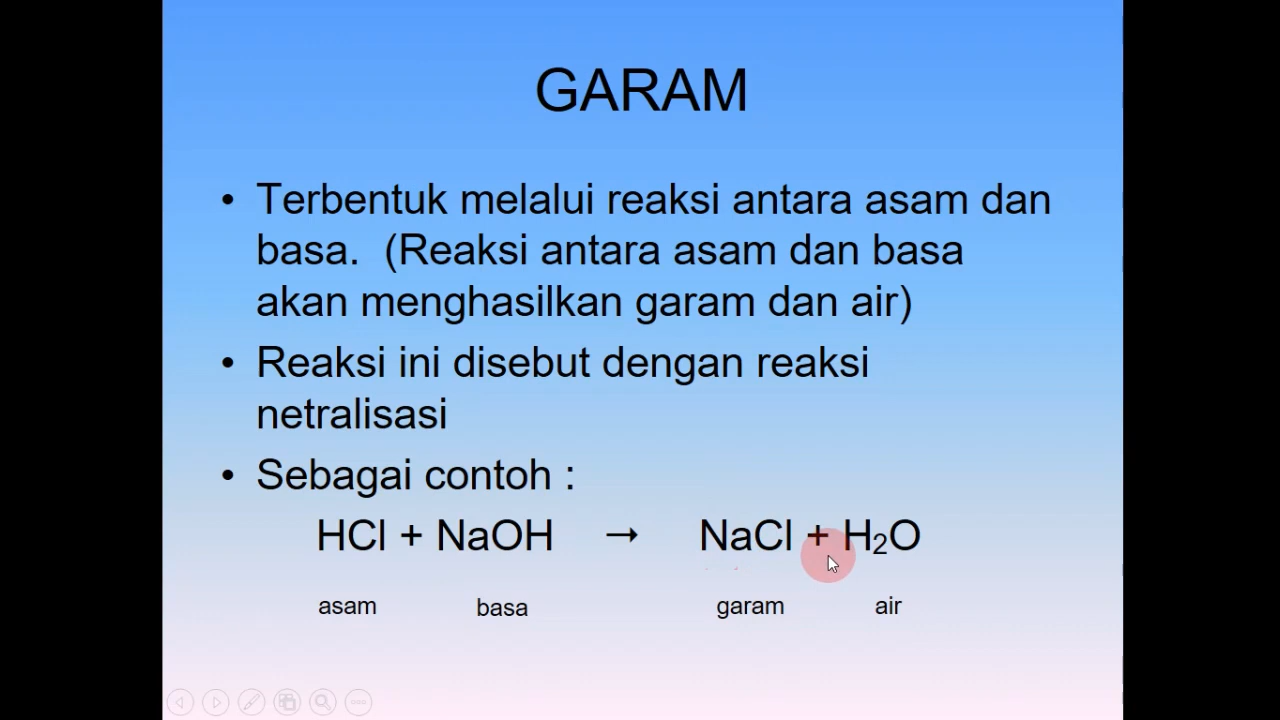 GARAM
• Terbentuk melalui reaksi antara asam dan
basa. (Reaksi antara asam dan basa
akan menghasilkan garam dan air)
• Reaksi ini disebut dengan reaksi
netralisasi
• Sebagai contoh :
HCl + NaOH → NaCl + H₂O
asam basa garam air